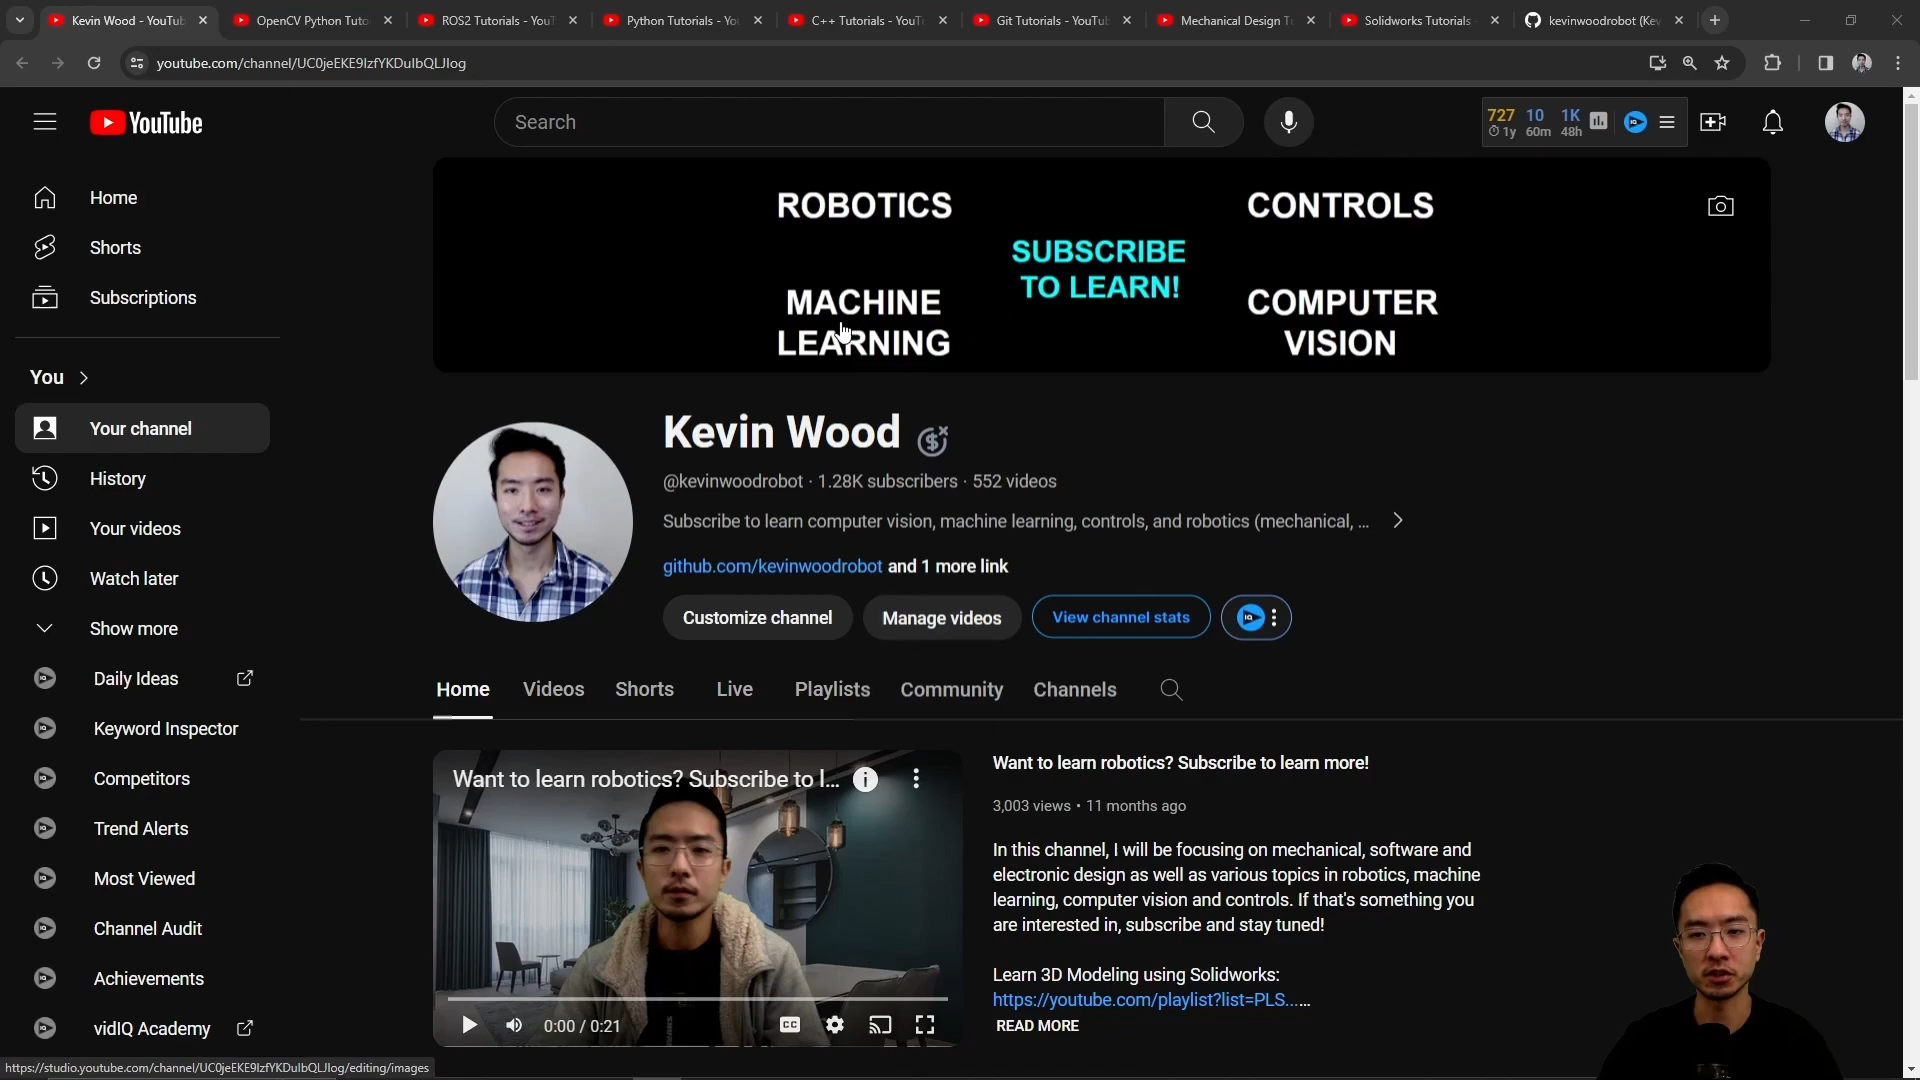 Kevin Wood - YouTub
OpenCV Python Tuto
ROS2 Tutorials - YouT
Python Tutorials - Yo
C++ Tutorials - YouTu
Git Tutorials - YouTub
Mechanical Design T
Solidworks Tutorials
kevinwoodrobot (Kev
youtube.com/channel/UC0jeEKE9IzfYKDulbQLJlog
YouTube
Search
727 10 1K
1y 60m 48h
Home
Shorts
Subscriptions
You
Your channel
History
Your videos
Watch later
Show more
Daily Ideas
Keyword Inspector
Competitors
Trend Alerts
Most Viewed
Channel Audit
Achievements
vidIQ Academy
ROBOTICS
CONTROLS
SUBSCRIBE
TO LEARN!
MACHINE
LEARNING
COMPUTER
VISION
Kevin Wood
@kevinwoodrobot · 1.28K subscribers · 552 videos
Subscribe to learn computer vision, machine learning, controls, and robotics (mechanical, ...
github.com/kevinwoodrobot and 1 more link
Customize channel
Manage videos
View channel stats
Home
Videos
Shorts
Live
Playlists
Community
Channels
Want to learn robotics? Subscribe to l...
0:00 / 0:21
Want to learn robotics? Subscribe to learn more!
3,003 views • 11 months ago
In this channel, I will be focusing on mechanical, software and
electronic design as well as various topics in robotics, machine
learning, computer vision and controls. If that's something you
are interested in, subscribe and stay tuned!
Learn 3D Modeling using Solidworks:
https://youtube.com/playlist?list=PLS......
READ MORE
https://studio.youtube.com/channel/UC0jeEKE9IzfYKDulbQLJlog/editing/images